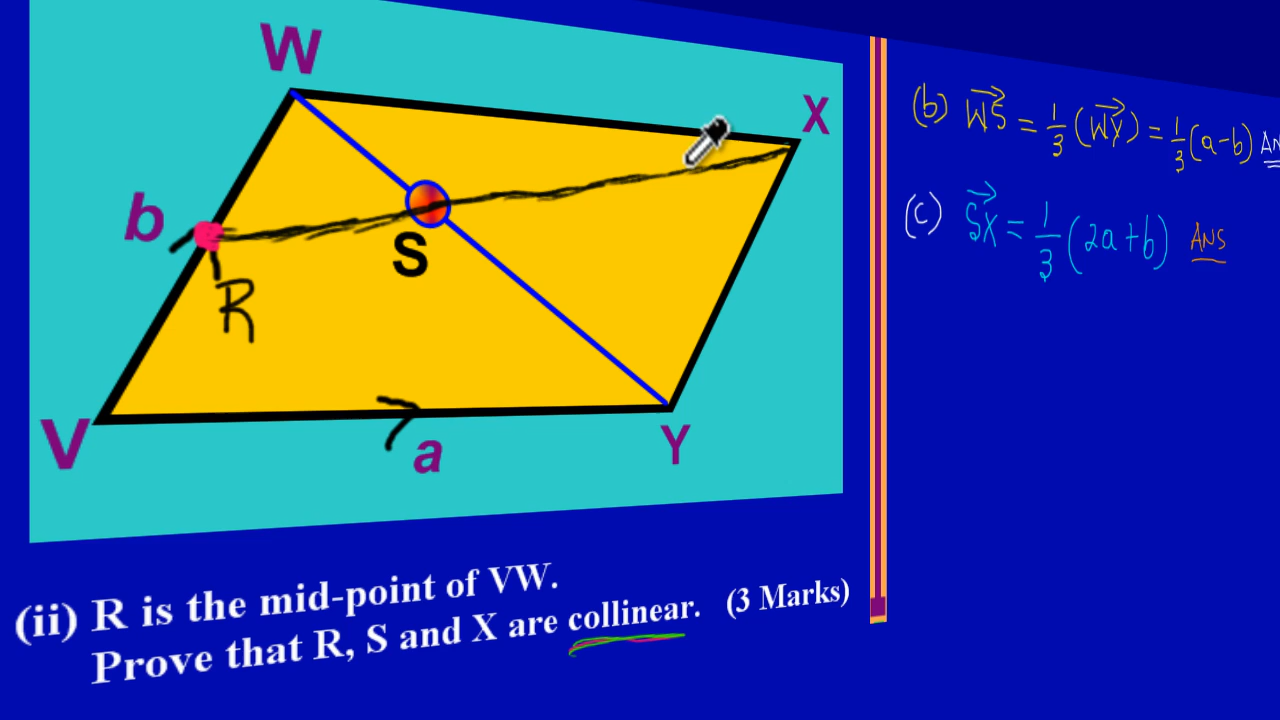 W
X
b
S
R
V
a
Y
(b) WS = 1/3 (WY) = 1/3 (a-b)
(c) SX = 1/3 (2a+b) ANS
(ii) R is the mid-point of VW.
Prove that R, S and X are collinear. (3 Marks)